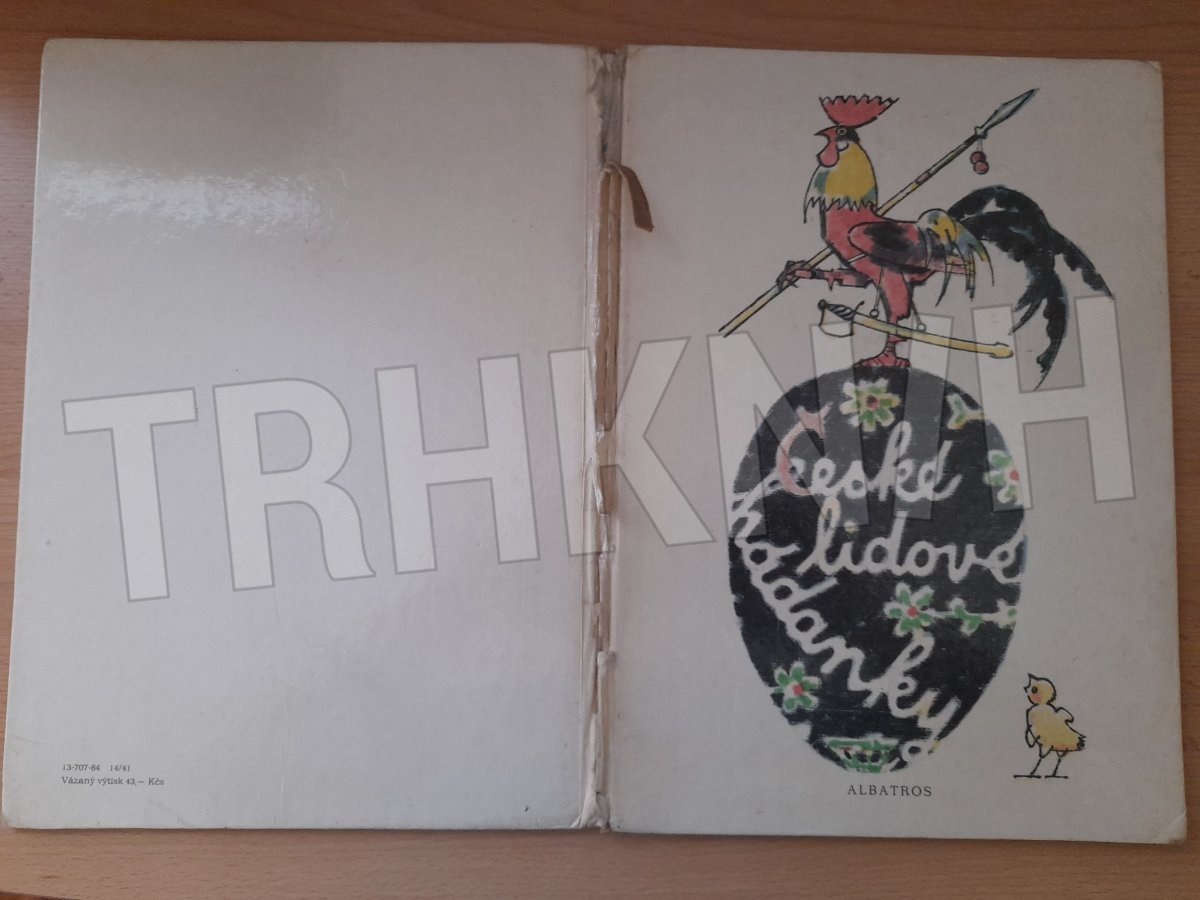 13-707-84 14/41
Vázaný výtisk 43,— Kčs
České
lidové
hádanky
ALBATROS
TRHKNIH